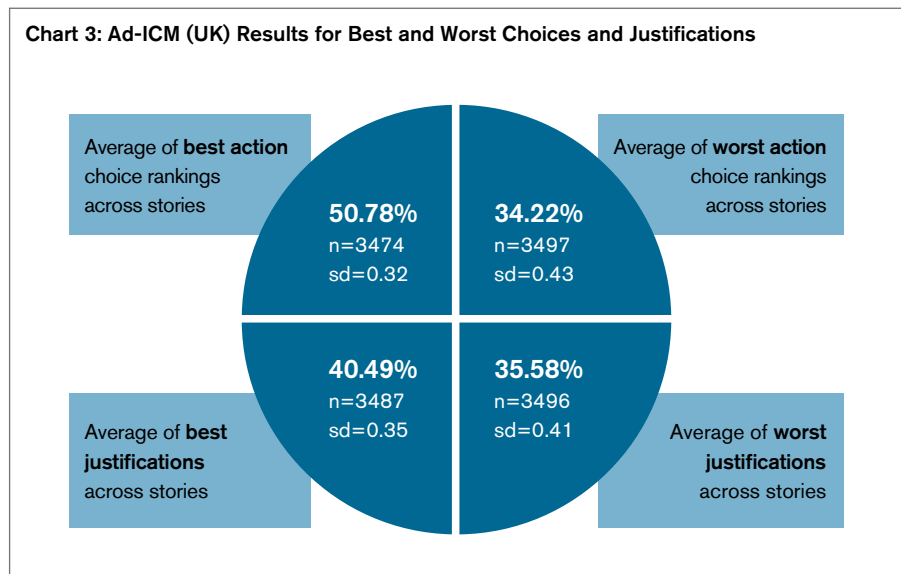 Chart 3: Ad-ICM (UK) Results for Best and Worst Choices and Justifications
Average of best action
choice rankings
across stories
50.78%
n=3474
sd=0.32
34.22%
n=3497
sd=0.43
Average of worst action
choice rankings
across stories
Average of best
justifications
across stories
40.49%
n=3487
sd=0.35
35.58%
n=3496
sd=0.41
Average of worst
justifications
across stories